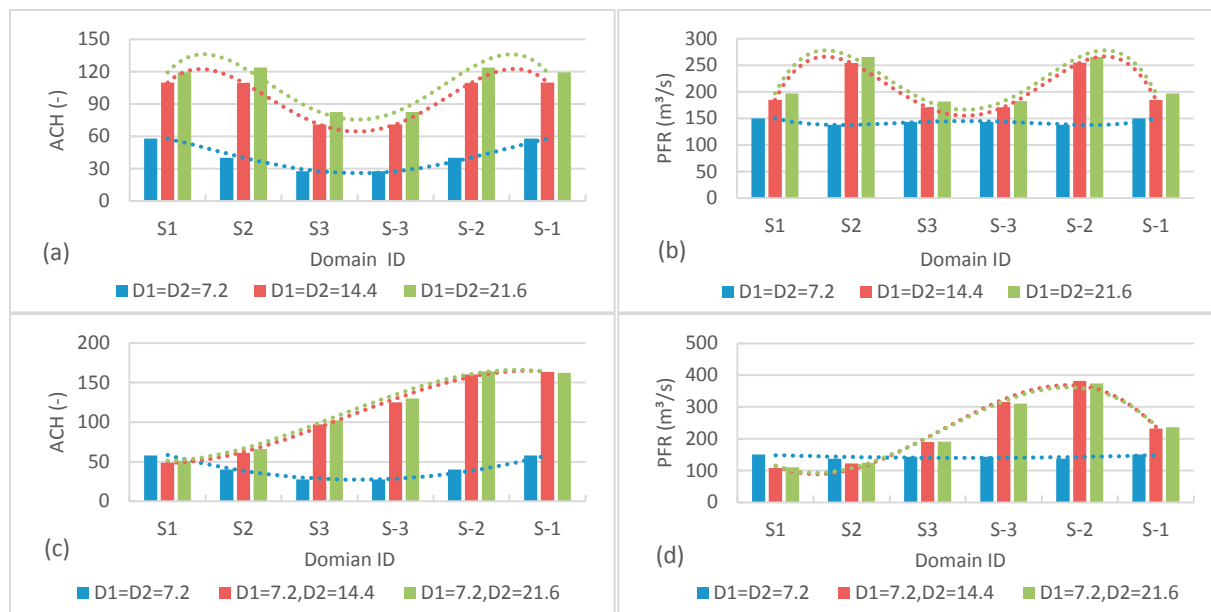 150
120
90
60
30
0
ACH (-)
S1 S2 S3 S-3 S-2 S-1
(a)
Domain ID
D1=D2=7.2 D1=D2=14.4 D1=D2=21.6
300
250
200
150
100
50
0
PFR (m³/s)
S1 S2 S3 S-3 S-2 S-1
(b)
Domain ID
D1=D2=7.2 D1=D2=14.4 D1=D2=21.6
200
150
100
50
0
ACH (-)
S1 S2 S3 S-3 S-2 S-1
(c)
Domian ID
D1=D2=7.2 D1=7.2,D2=14.4 D1=7.2,D2=21.6
500
400
300
200
100
0
PFR (m³/s)
S1 S2 S3 S-3 S-2 S-1
(d)
Domain ID
D1=D2=7.2 D1=7.2,D2=14.4 D1=7.2,D2=21.6